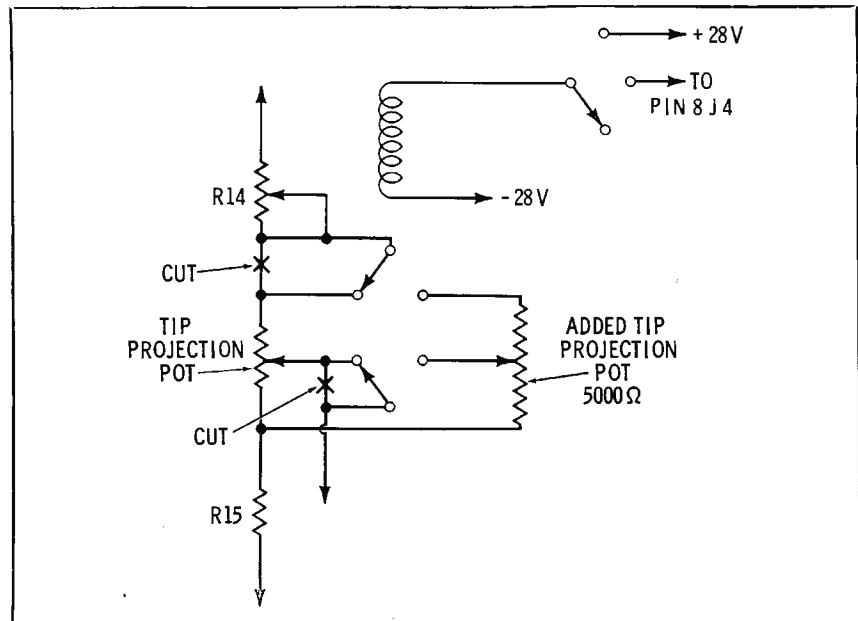 + 28V
TO
PIN 8 J4
R14
- 28V
CUT
TIP
PROJECTION
POT
ADDED TIP
PROJECTION
POT
5000Ω
CUT
R15